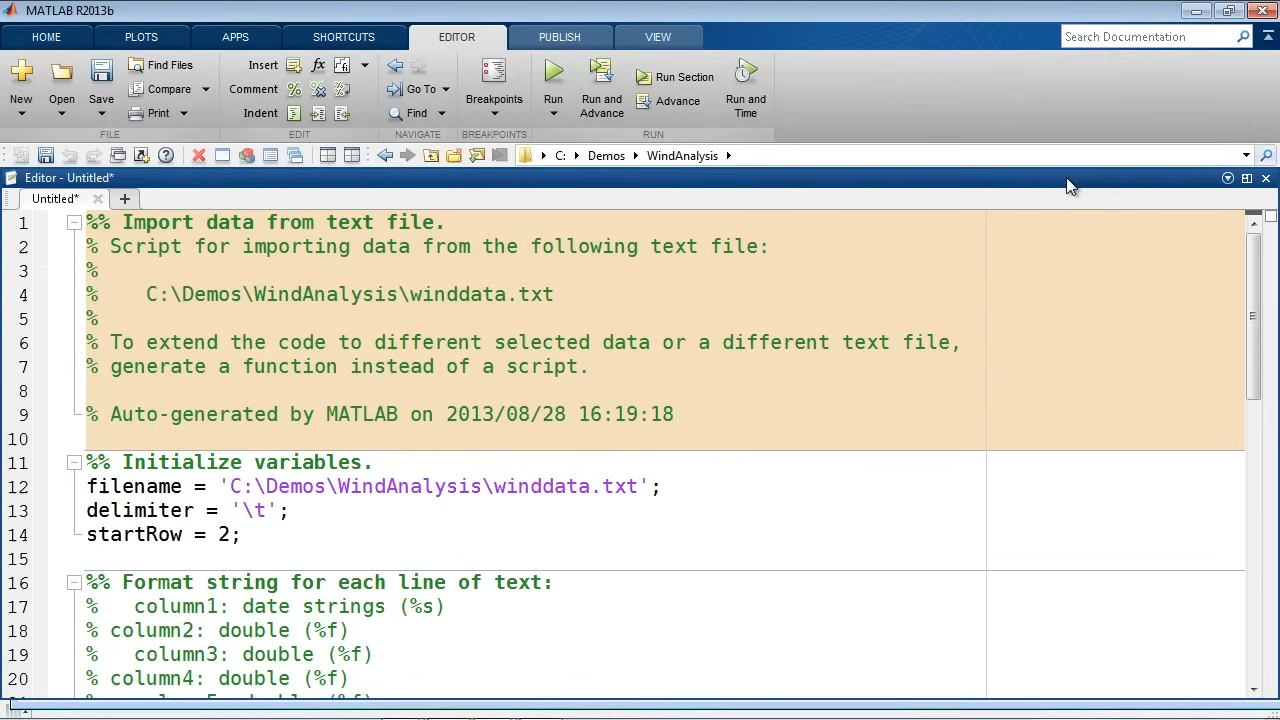 MATLAB R2013b
HOME PLOTS APPS SHORTCUTS EDITOR PUBLISH VIEW Search Documentation
New Open Save Find Files Compare Print Insert Comment Indent fx Go To Find Breakpoints Run Run and Advance Run Section Advance Run and Time
FILE EDIT NAVIGATE BREAKPOINTS RUN
C: Demos WindAnalysis
Editor - Untitled*
Untitled*
1 %% Import data from text file.
2 % Script for importing data from the following text file:
3 %
4 %    C:\Demos\WindAnalysis\winddata.txt
5 %
6 % To extend the code to different selected data or a different text file,
7 % generate a function instead of a script.
8
9 % Auto-generated by MATLAB on 2013/08/28 16:19:18
10
11 %% Initialize variables.
12 filename = 'C:\Demos\WindAnalysis\winddata.txt';
13 delimiter = '\t';
14 startRow = 2;
15
16 %% Format string for each line of text:
17 %   column1: date strings (%s)
18 % column2: double (%f)
19 %   column3: double (%f)
20 % column4: double (%f)